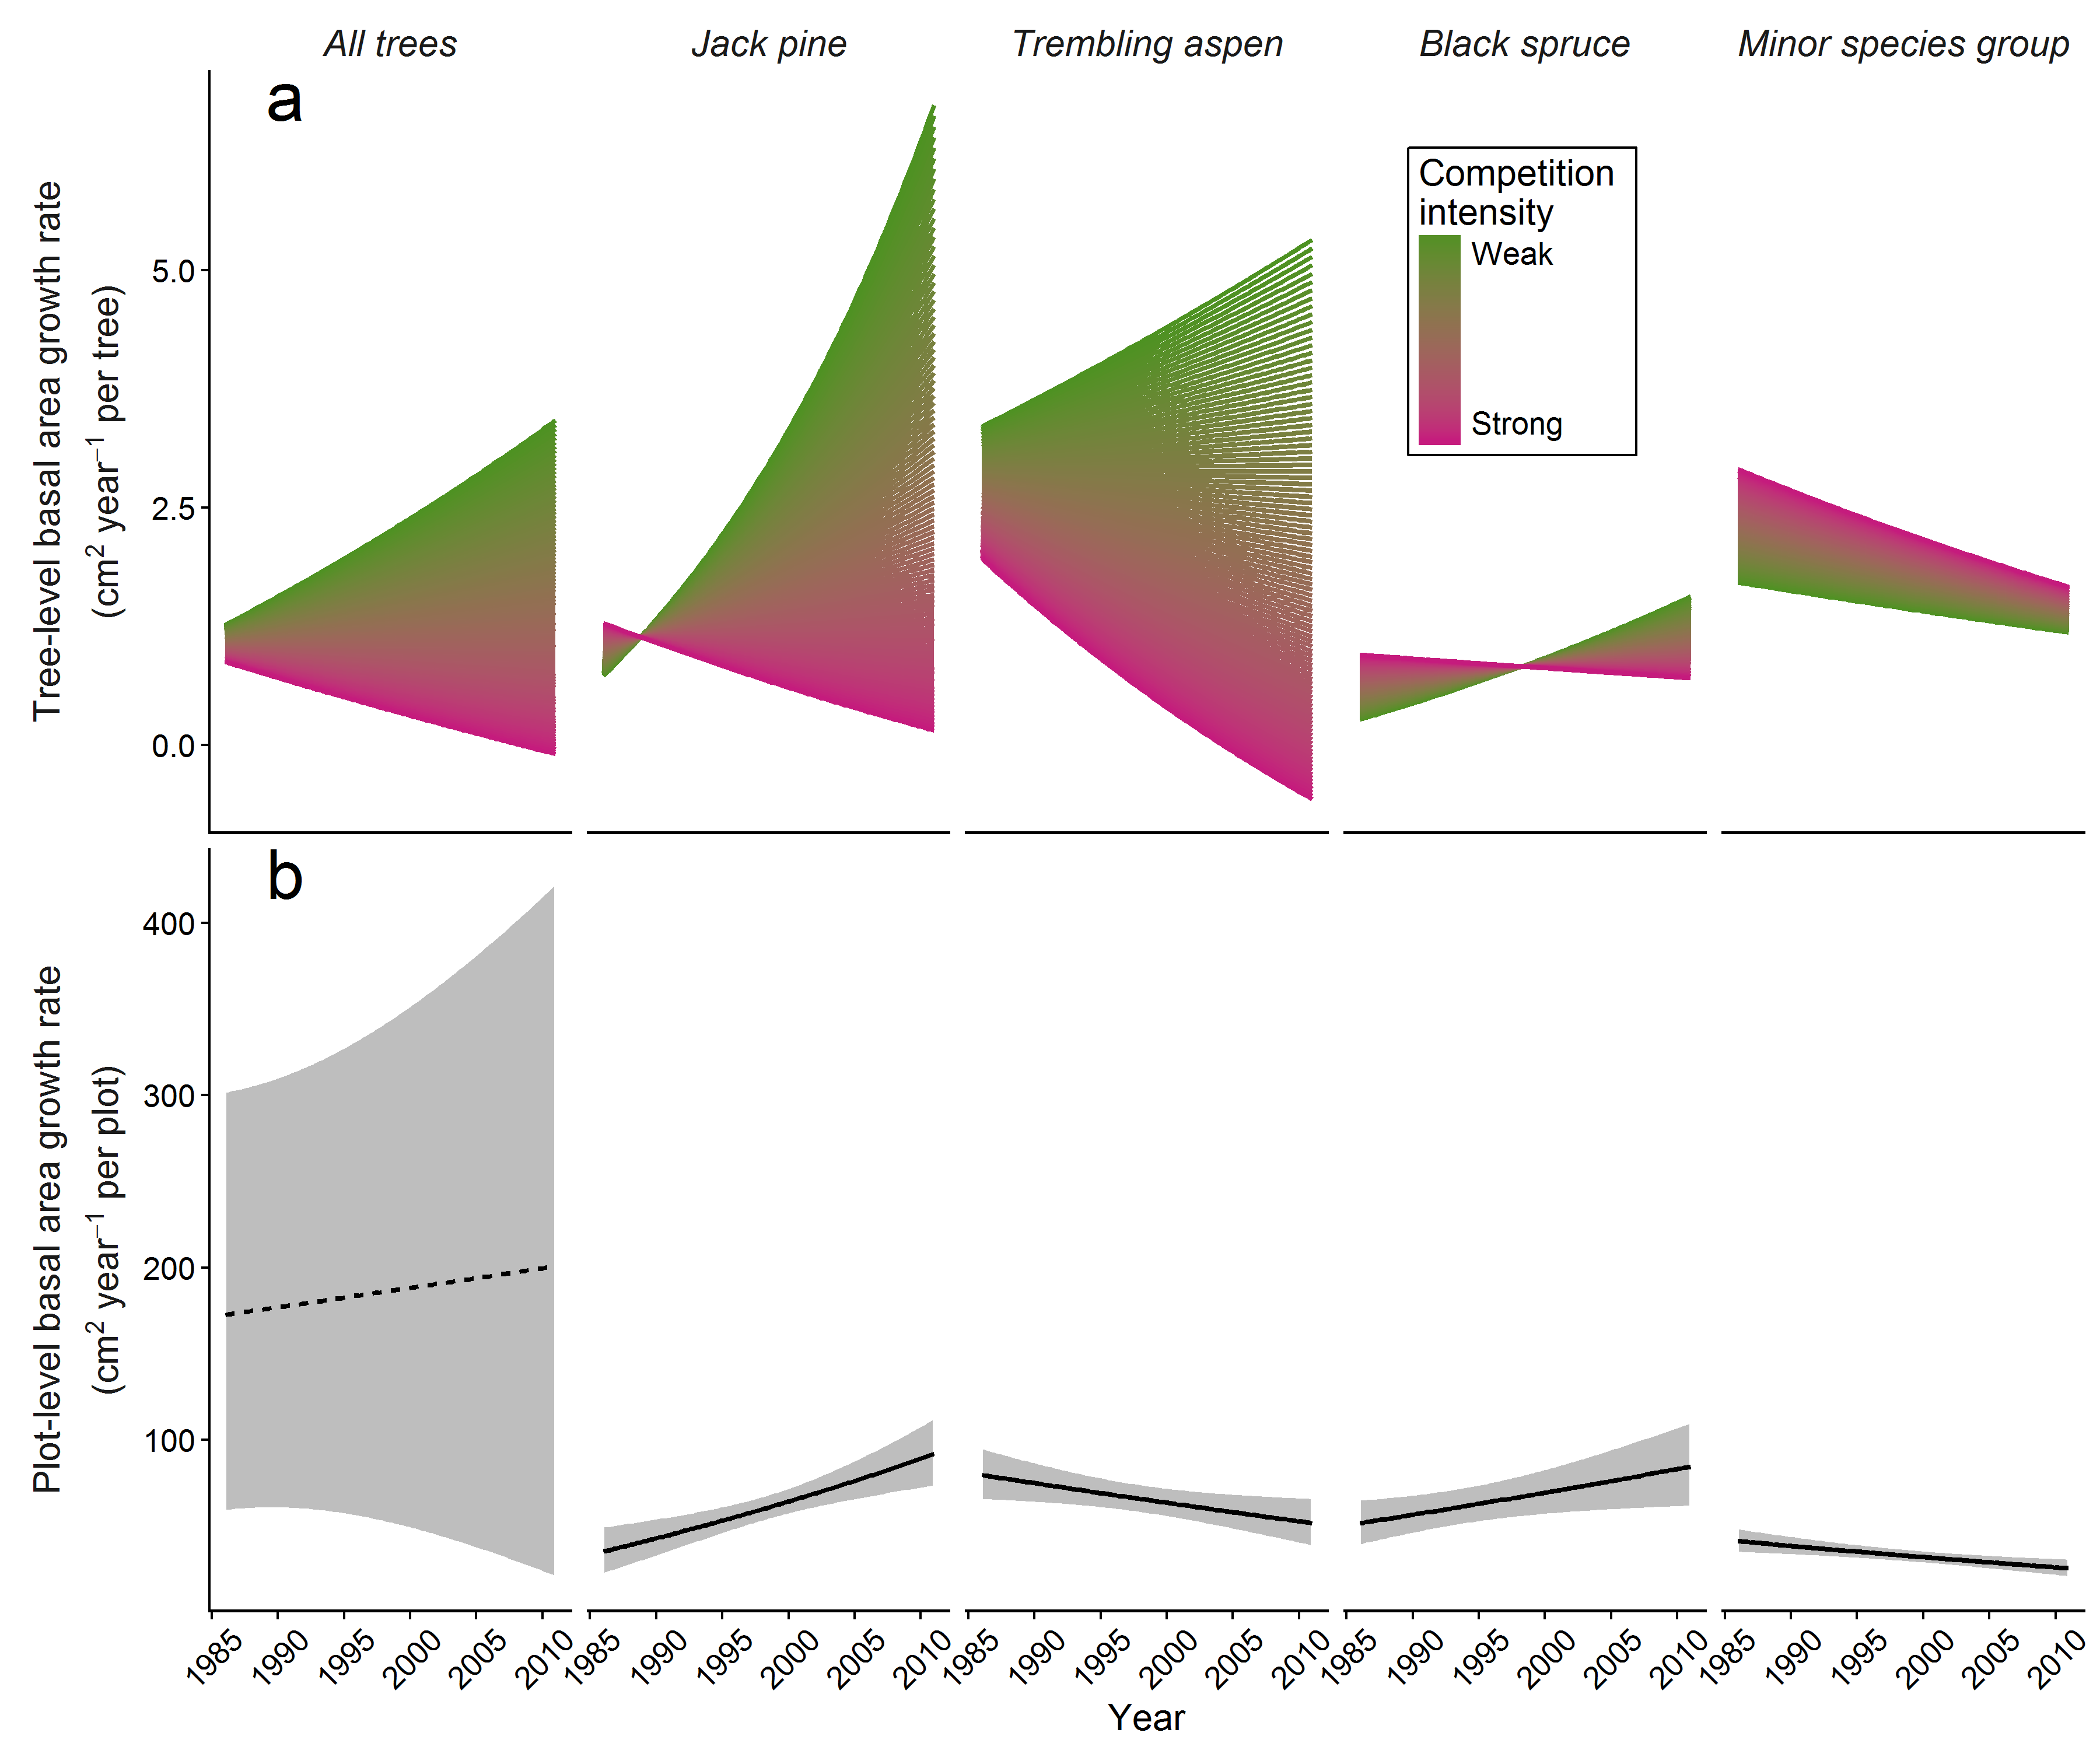 All trees
Jack pine
Trembling aspen
Black spruce
Minor species group
a
Tree-level basal area growth rate
(cm² year⁻¹ per tree)
5.0
2.5
0.0
Competition
intensity
Weak
Strong
b
Plot-level basal area growth rate
(cm² year⁻¹ per plot)
400
300
200
100
1985 1990 1995 2000 2005 2010
1985 1990 1995 2000 2005 2010
1985 1990 1995 2000 2005 2010
1985 1990 1995 2000 2005 2010
1985 1990 1995 2000 2005 2010
Year